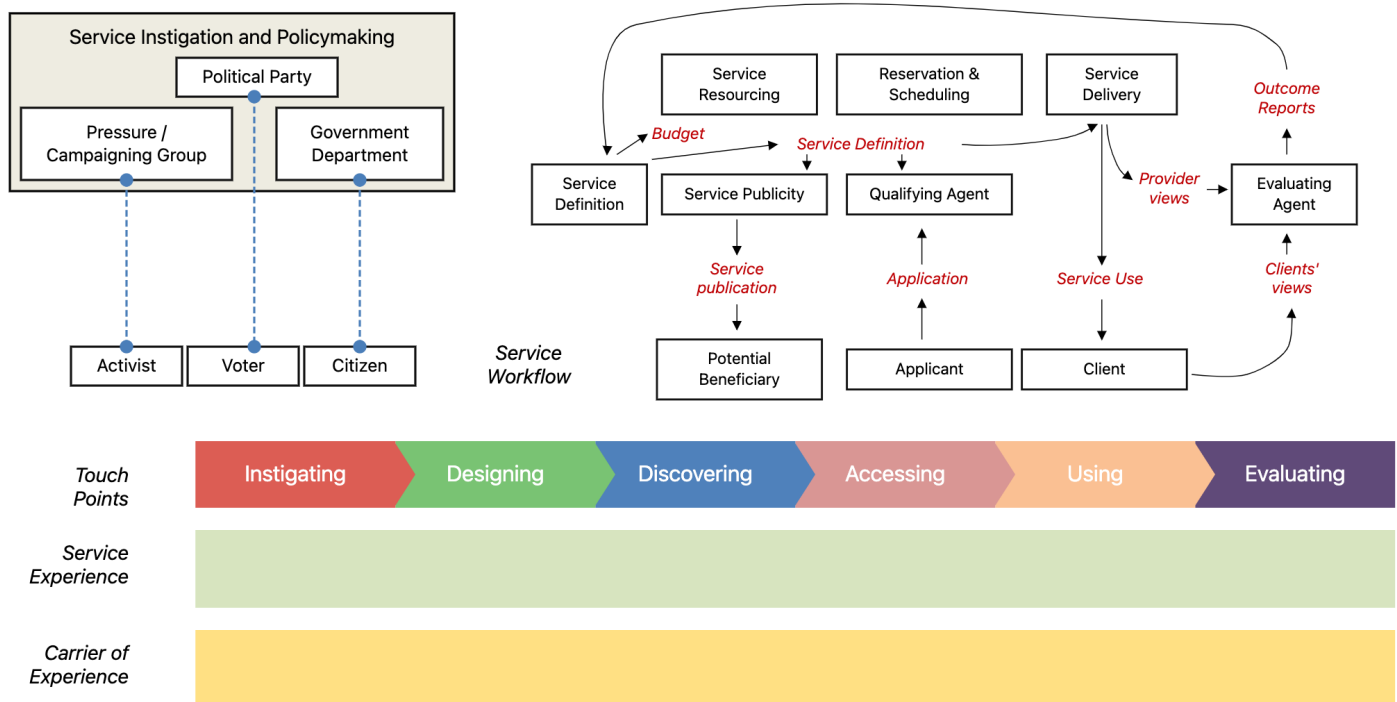 Service Instigation and Policymaking
Political Party
Pressure /
Campaigning Group
Government
Department
Activist
Voter
Citizen
Service
Resourcing
Reservation &
Scheduling
Service
Delivery
Outcome
Reports
Budget
Service Definition
Service
Definition
Service Publicity
Qualifying Agent
Provider
views
Evaluating
Agent
Service
publication
Application
Service Use
Clients'
views
Service
Workflow
Potential
Beneficiary
Applicant
Client
Touch
Points
Instigating
Designing
Discovering
Accessing
Using
Evaluating
Service
Experience
Carrier of
Experience